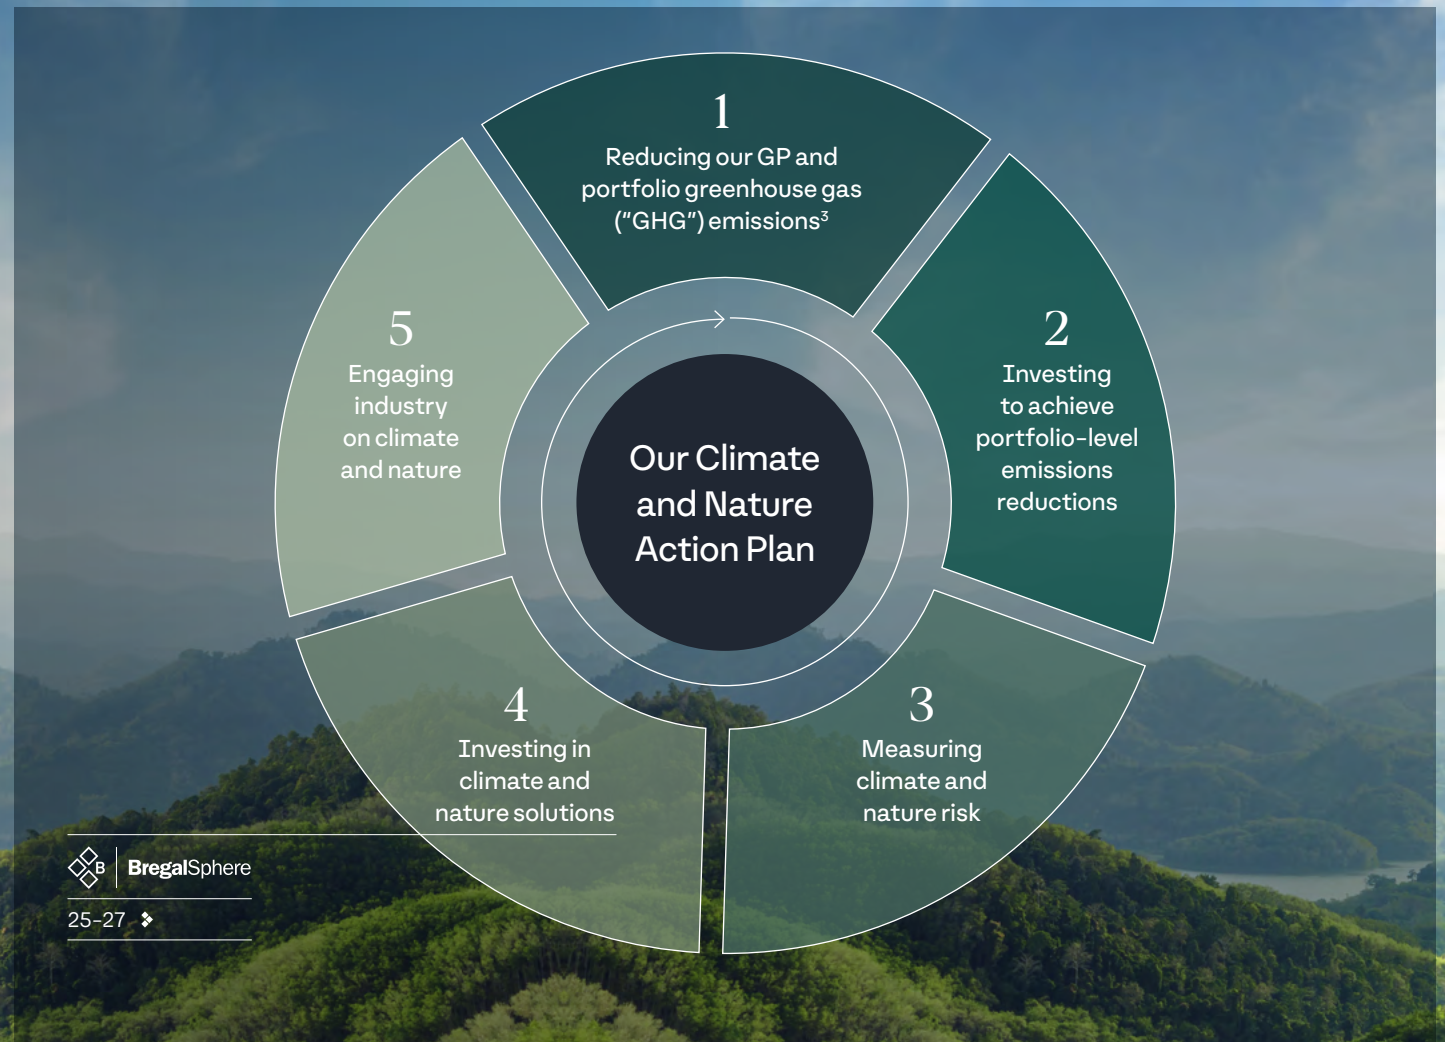 1
Reducing our GP and
portfolio greenhouse gas
(“GHG”) emissions³
2
Investing
to achieve
portfolio-level
emissions
reductions
3
Measuring
climate and
nature risk
4
Investing in
climate and
nature solutions
5
Engaging
industry
on climate
and nature
Our Climate
and Nature
Action Plan
B BregalSphere
25-27